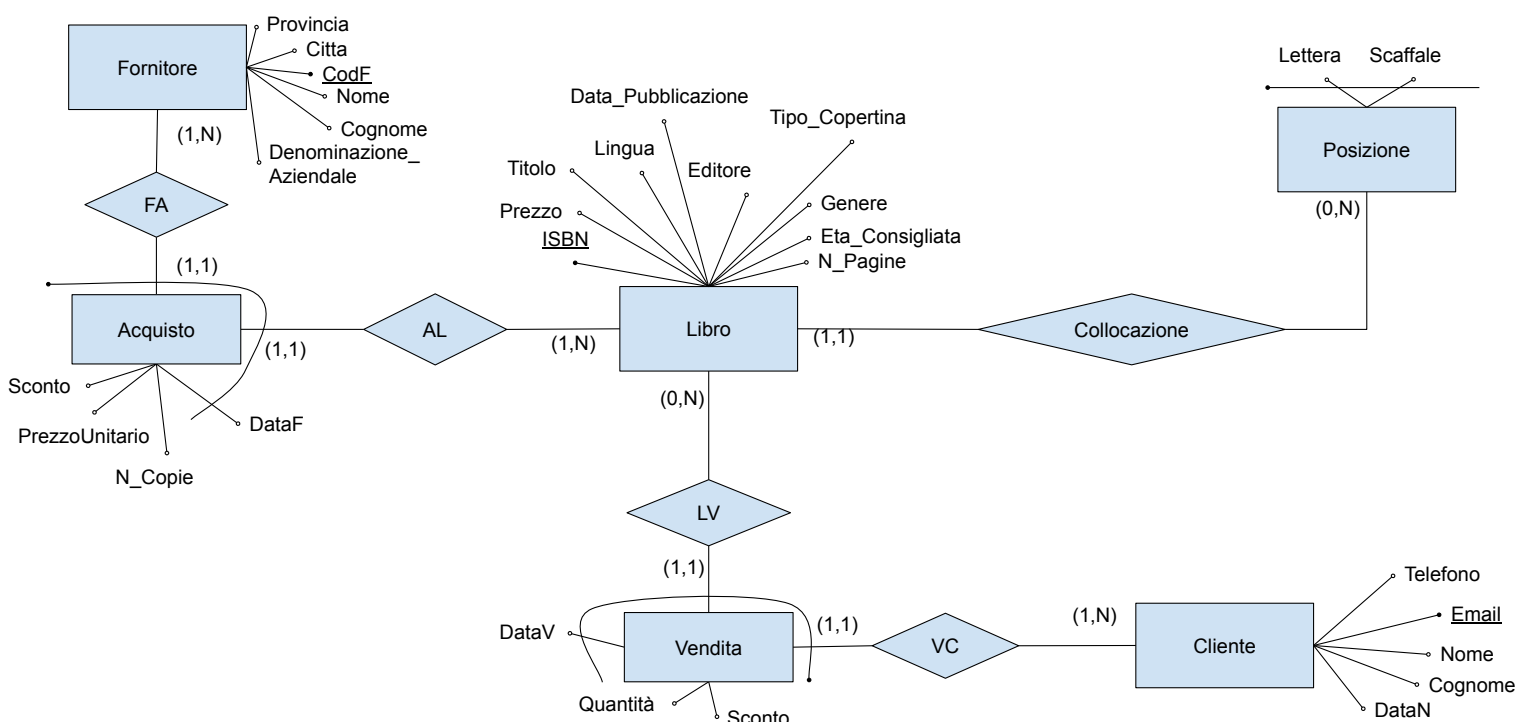 Provincia
Citta
Fornitore
CodF
Nome
Cognome
Denominazione_
Aziendale
(1,N)
FA
(1,1)
Acquisto
(1,1)
Sconto
PrezzoUnitario
N_Copie
DataF
AL
(1,N)
Data_Pubblicazione
Tipo_Copertina
Lingua
Titolo
Editore
Prezzo
Genere
ISBN
Eta_Consigliata
N_Pagine
Libro
(1,1)
(0,N)
Collocazione
Lettera
Scaffale
Posizione
(0,N)
LV
(1,1)
DataV
Vendita
(1,1)
Quantità
Sconto
VC
(1,N)
Cliente
Telefono
Email
Nome
Cognome
DataN